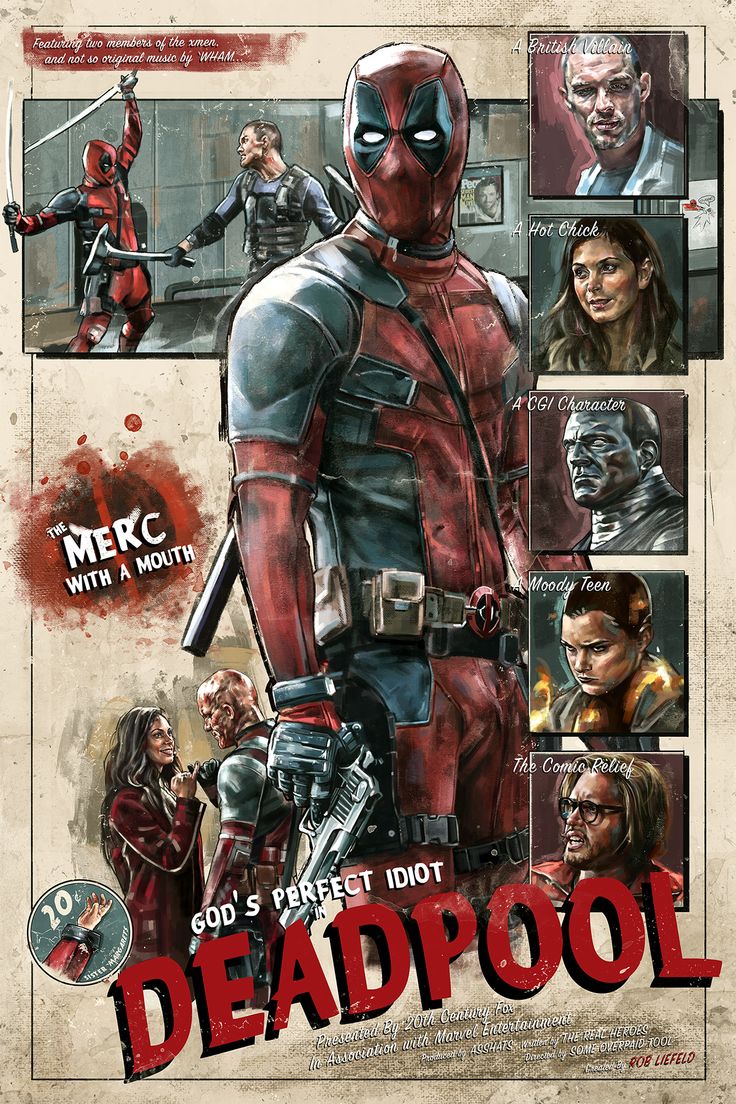 Featuring two members of the xmen.
and not so original music by 'WHAM...
A British Villain
A Hot Chick
A CGI Character
THE
MERC
WITH A MOUTH
A Moody Teen
The Comic Relief
20¢
SISTER MARGARETS
GOD'S PERFECT IDIOT
IN
DEADPOOL
Presented By 20th Century Fox
In Association with Marvel Entertainment
Produced by ASSHATS Written by THE REAL HEROES
Directed by SOME OVERPAID TOOL
Created By ROB LIEFELD